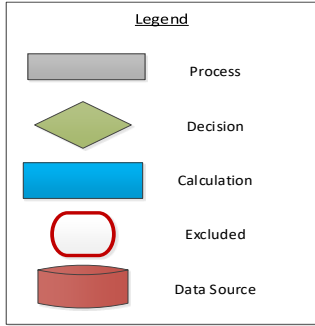 Legend
Process
Decision
Calculation
Excluded
Data Source